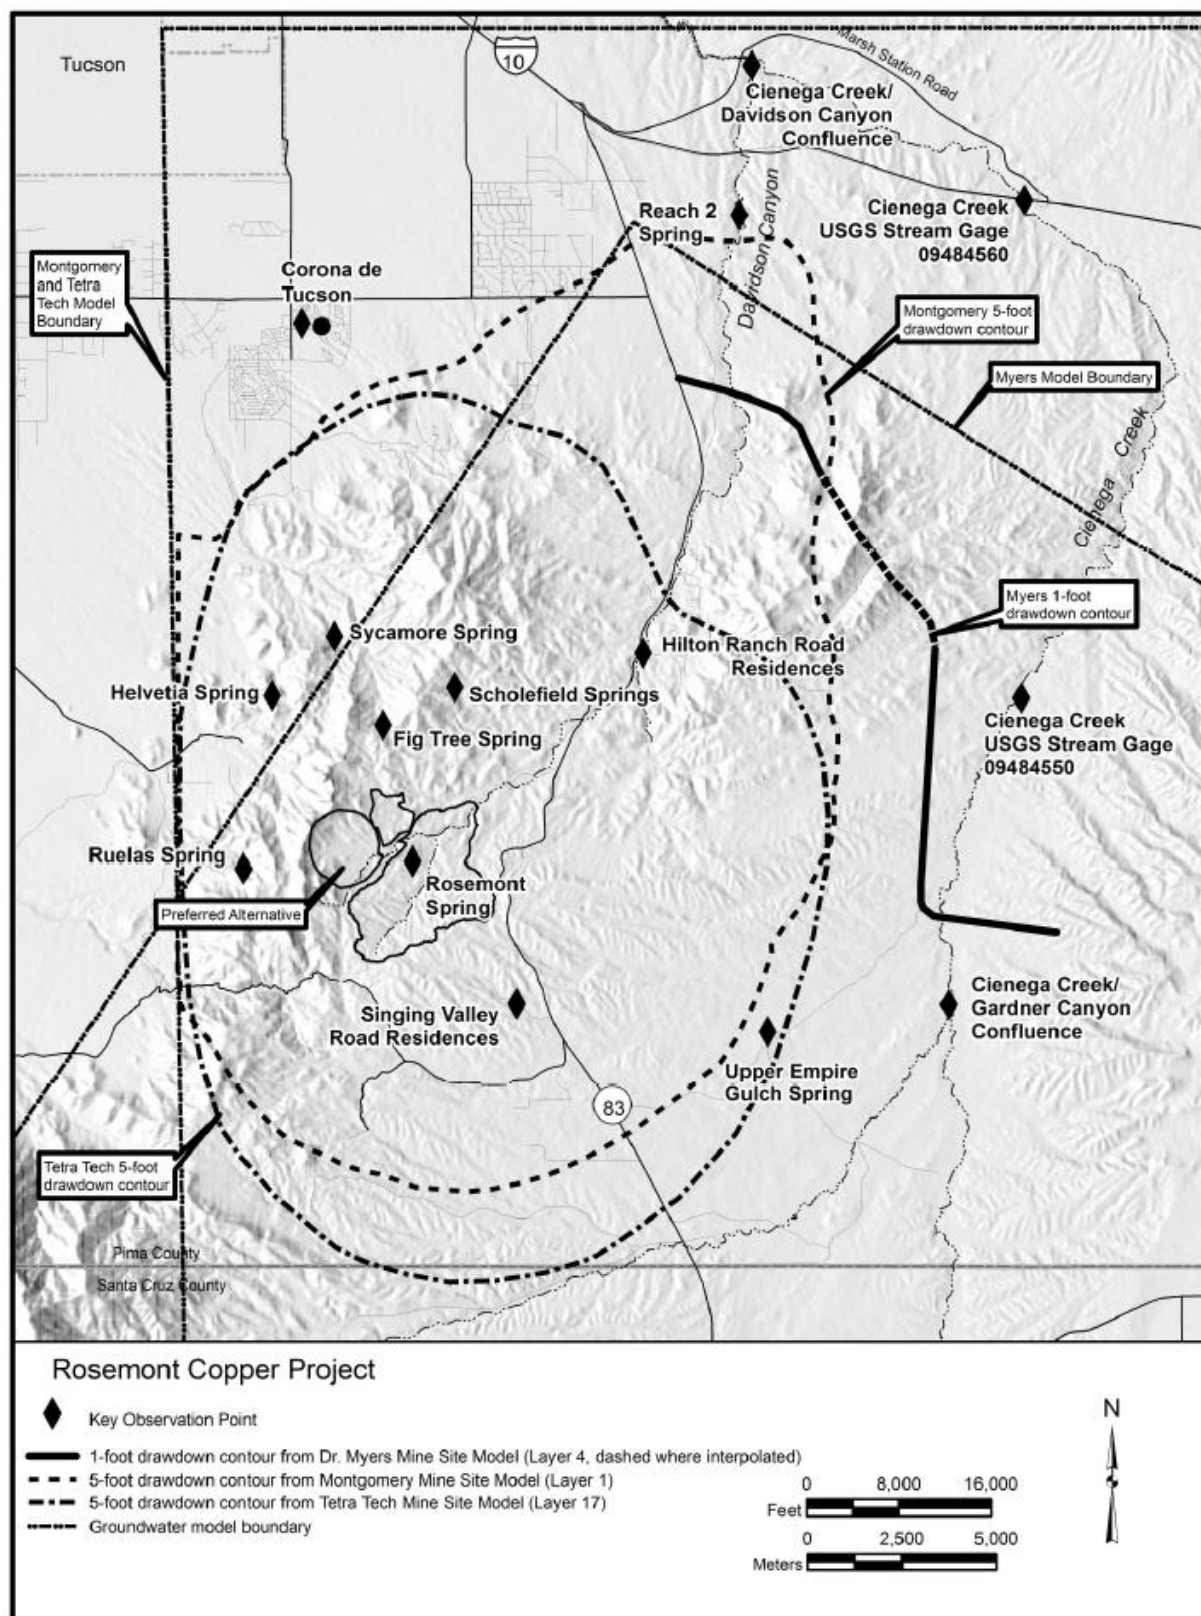 Tucson
10
Marsh Station Road
Cienega Creek/
Davidson Canyon
Confluence
Reach 2
Spring
Davidson Canyon
Cienega Creek
USGS Stream Gage
09484560
Montgomery
and Tetra
Tech Model
Boundary
Corona de
Tucson
Montgomery 5-foot
drawdown contour
Myers Model Boundary
Cienega Creek
Myers 1-foot
drawdown contour
Sycamore Spring
Hilton Ranch Road
Residences
Helvetia Spring
Scholefield Springs
Fig Tree Spring
Cienega Creek
USGS Stream Gage
09484550
Ruelas Spring
Rosemont
Spring
Preferred Alternative
Singing Valley
Road Residences
Cienega Creek/
Gardner Canyon
Confluence
Upper Empire
Gulch Spring
83
Tetra Tech 5-foot
drawdown contour
Pima County
Santa Cruz County
Rosemont Copper Project
Key Observation Point
1-foot drawdown contour from Dr. Myers Mine Site Model (Layer 4, dashed where interpolated)
5-foot drawdown contour from Montgomery Mine Site Model (Layer 1)
5-foot drawdown contour from Tetra Tech Mine Site Model (Layer 17)
Groundwater model boundary
0 8,000 16,000
Feet
0 2,500 5,000
Meters
N